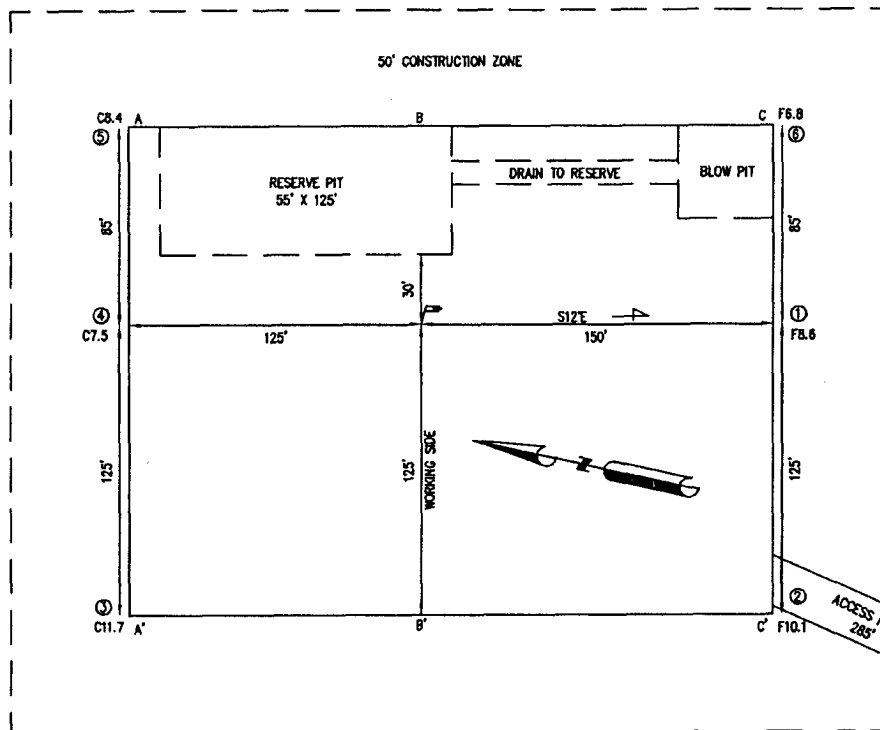 50' CONSTRUCTION ZONE
C8.4 A B C F6.8
5 6
RESERVE PIT
55' X 125'
DRAIN TO RESERVE
BLOW PIT
85' 85'
30'
4 S12°E 1
C7.5 125' 150' F8.6
125' 125' WORKING SIDE 125'
N
3 2
C11.7 A' B' C' F10.1
ACCESS
285'